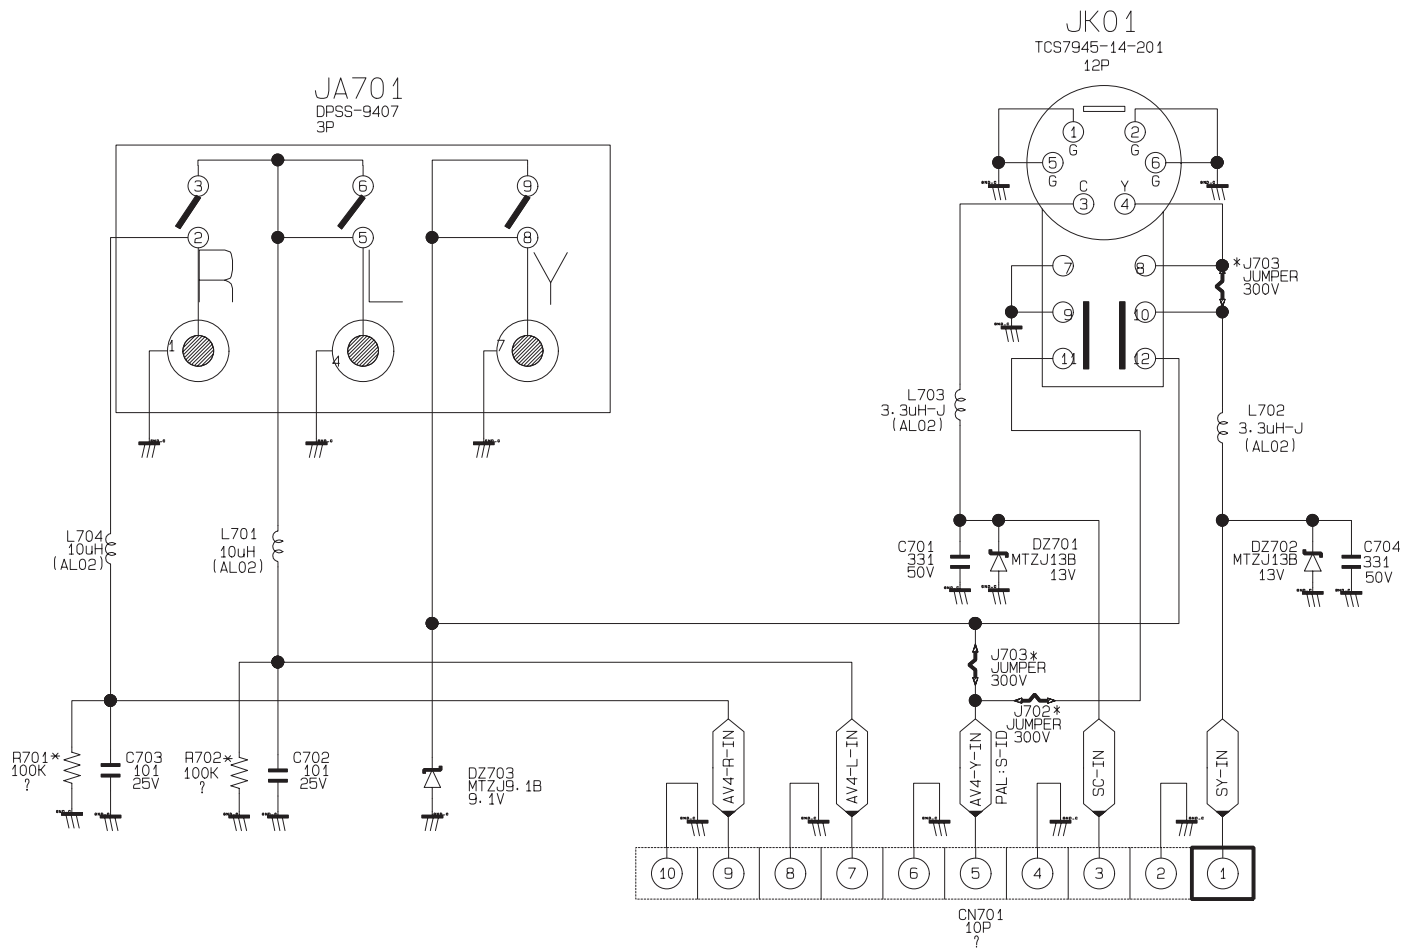 JK01
TCS7945-14-201
12P
JA701
DPSS-9407
3P
1
2
G
G
5
6
G
G
C
Y
3
4
3
6
9
2
5
8
R
L
Y
1
4
7
7
8
9
10
11
12
*J703
JUMPER
300V
L703
3.3uH-J
(AL02)
L702
3.3uH-J
(AL02)
L704
10uH
(AL02)
L701
10uH
(AL02)
C701
331
50V
DZ701
MTZJ13B
13V
DZ702
MTZJ13B
13V
C704
331
50V
J703*
JUMPER
300V
J702*
JUMPER
300V
R701*
100K
?
C703
101
25V
R702*
100K
?
C702
101
25V
DZ703
MTZJ9.1B
9.1V
AV4-R-IN
AV4-L-IN
AV4-Y-IN
PAL:S-ID
SC-IN
SY-IN
10
9
8
7
6
5
4
3
2
1
CN701
10P
?